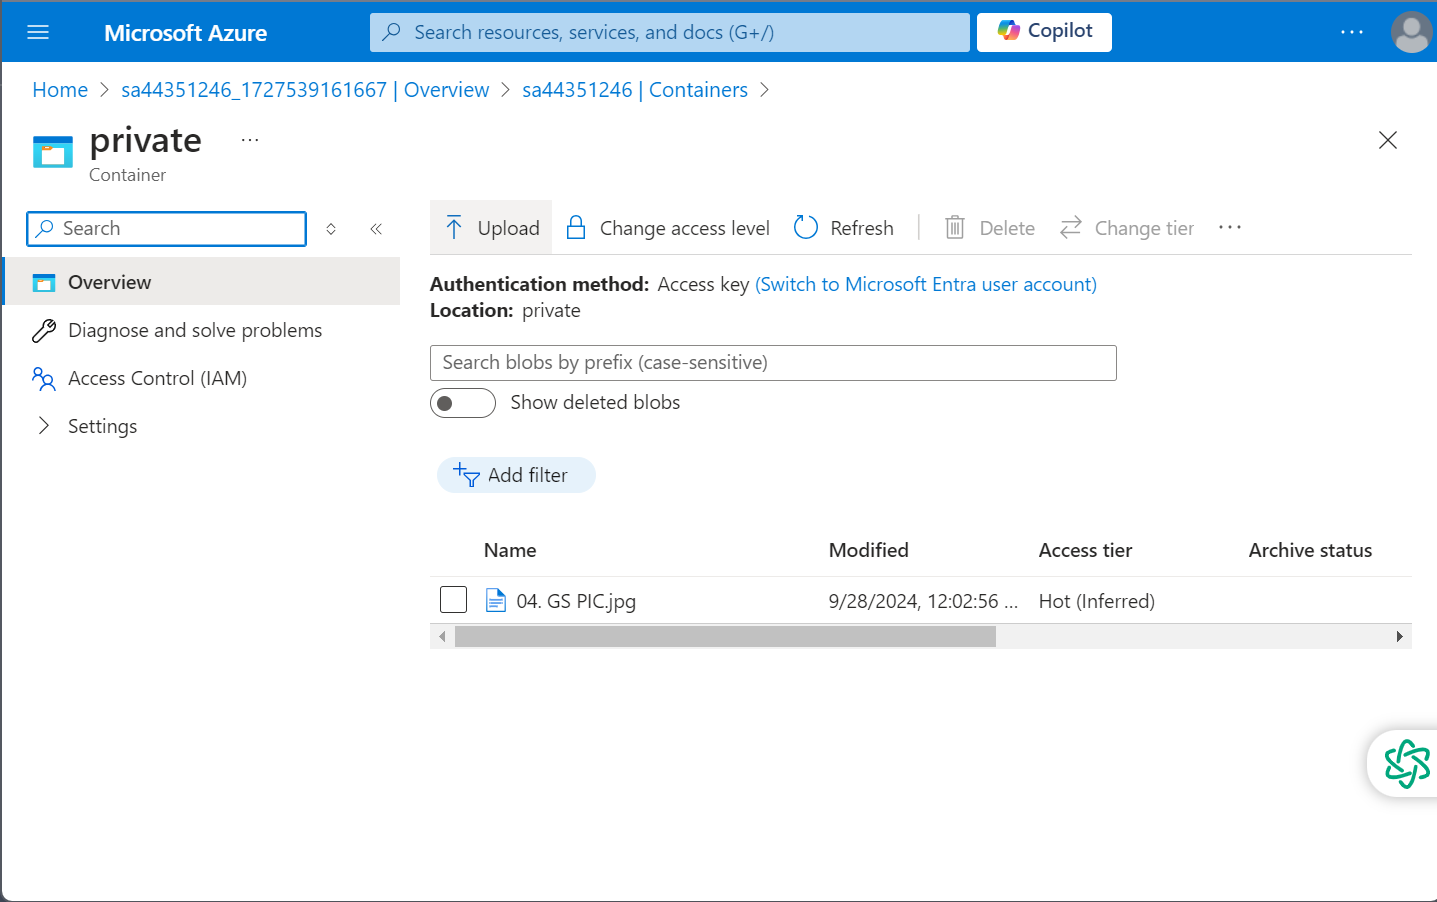 Microsoft Azure
Search resources, services, and docs (G+/)
Copilot
Home > sa44351246_1727539161667 | Overview > sa44351246 | Containers >
private
Container
Search
Overview
Diagnose and solve problems
Access Control (IAM)
Settings
Upload Change access level Refresh Delete Change tier
Authentication method: Access key (Switch to Microsoft Entra user account)
Location: private
Search blobs by prefix (case-sensitive)
Show deleted blobs
Add filter
Name Modified Access tier Archive status
04. GS PIC.jpg 9/28/2024, 12:02:56 ... Hot (Inferred)